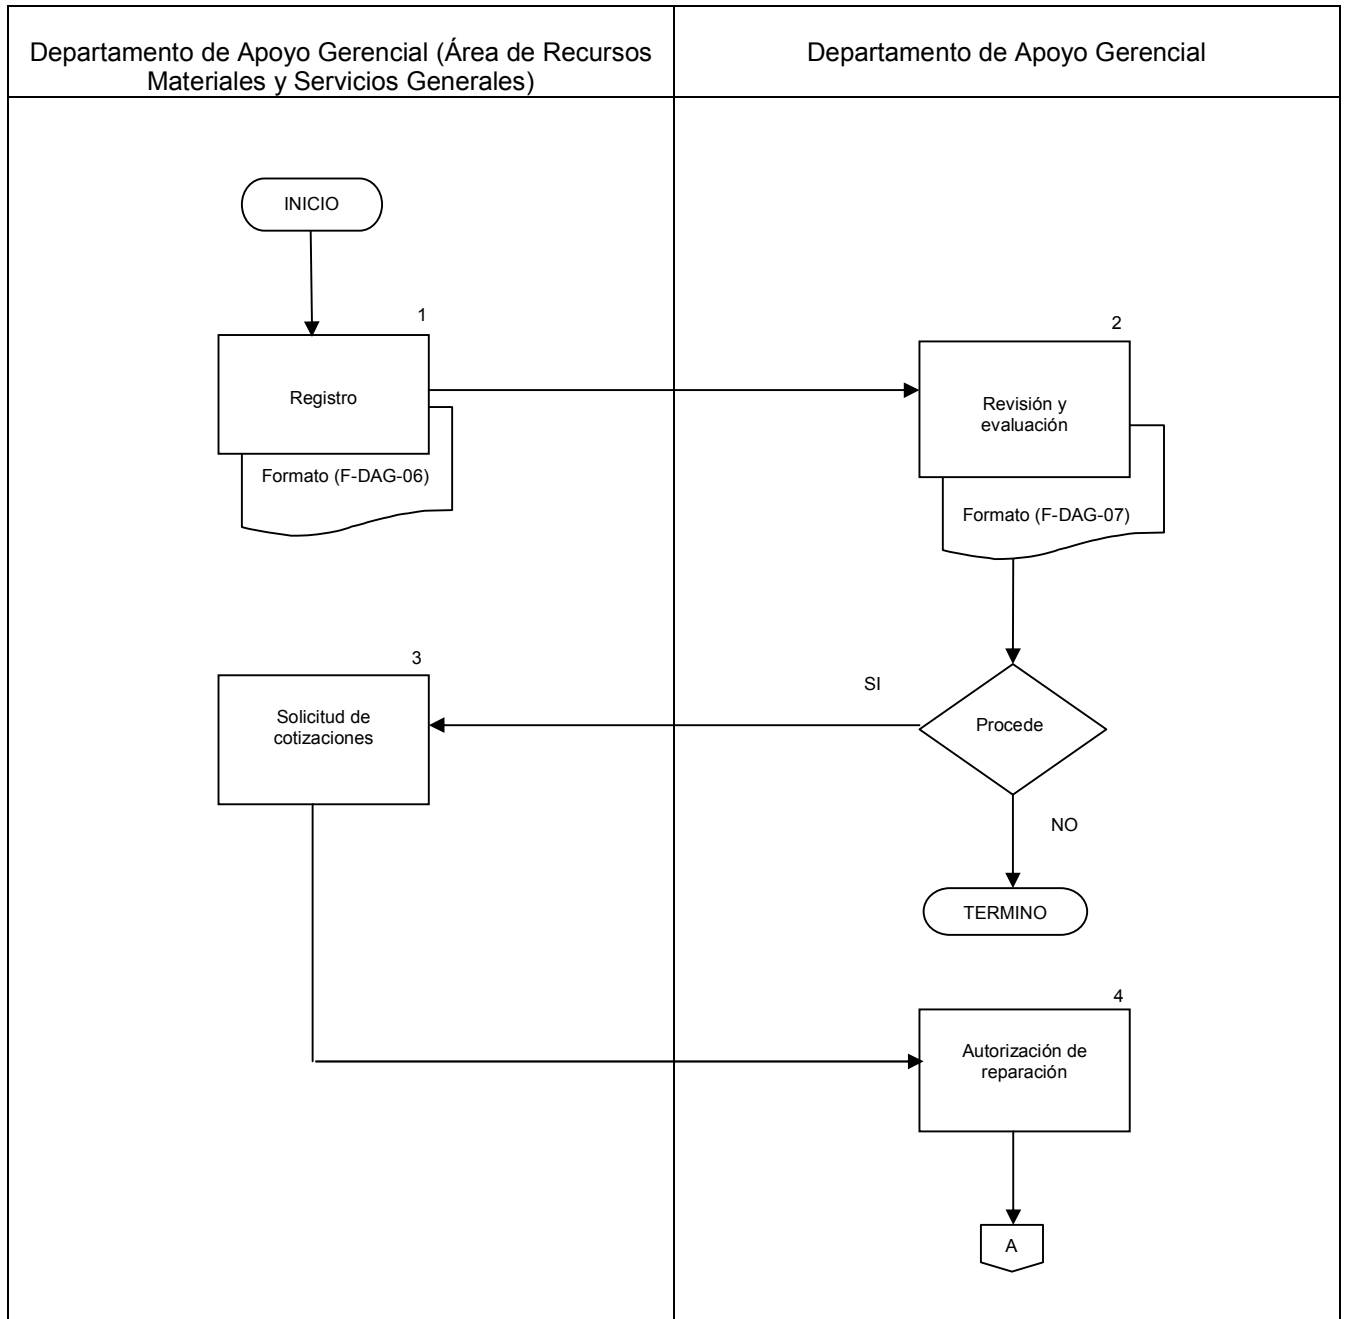 Departamento de Apoyo Gerencial (Área de Recursos
Materiales y Servicios Generales)
Departamento de Apoyo Gerencial
INICIO
1
Registro
Formato (F-DAG-06)
2
Revisión y
evaluación
Formato (F-DAG-07)
3
Solicitud de
cotizaciones
SI
Procede
NO
TERMINO
4
Autorización de
reparación
A